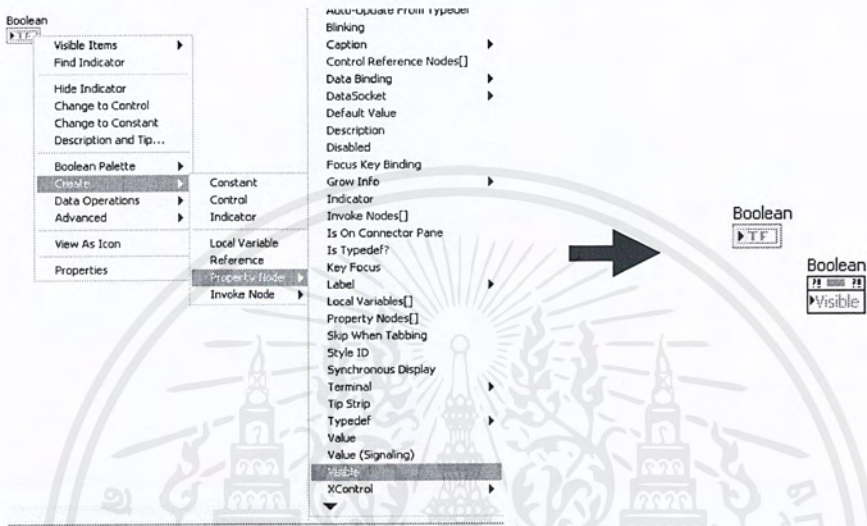 Boolean
TF
Visible Items
Find Indicator
Hide Indicator
Change to Control
Change to Constant
Description and Tip...
Boolean Palette
Create
Data Operations
Advanced
View As Icon
Properties
Constant
Control
Indicator
Local Variable
Reference
Property Node
Invoke Node
Auto-Update From Typedef
Blinking
Caption
Control Reference Nodes[]
Data Binding
DataSocket
Default Value
Description
Disabled
Focus Key Binding
Grow Info
Indicator
Invoke Nodes[]
Is On Connector Pane
Is Typedef?
Key Focus
Label
Local Variables[]
Property Nodes[]
Skip When Tabbing
Style ID
Synchronous Display
Terminal
Tip Strip
Typedef
Value
Value (Signaling)
Visible
XControl
Boolean
TF
Boolean
?! ?!
Visible